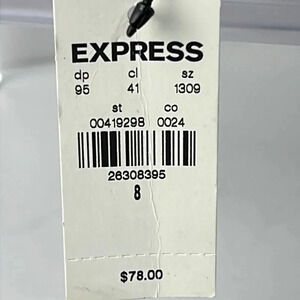 EXPRESS
dp cl sz
95 41 1309
st co
00419298 0024
26308395
8
$78.00